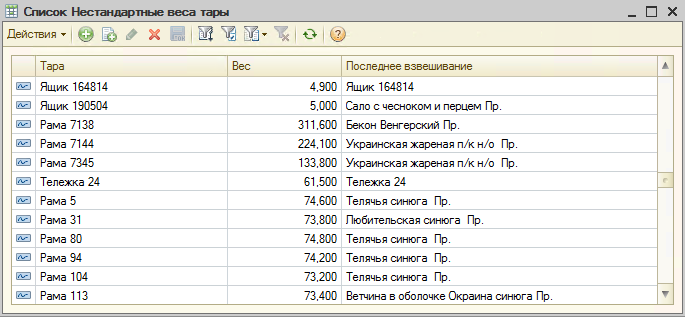 Список Нестандартные веса тары
Действия
Тара Вес Последнее взвешивание
Ящик 164814 4,900 Ящик 164814
Ящик 190504 5,000 Сало с чесноком и перцем Пр.
Рама 7138 311,600 Бекон Венгерский Пр.
Рама 7144 224,100 Украинская жареная п/к н/о Пр.
Рама 7345 133,800 Украинская жареная п/к н/о Пр.
Тележка 24 61,500 Тележка 24
Рама 5 74,600 Телячья синюга Пр.
Рама 31 73,800 Любительская синюга Пр.
Рама 80 74,800 Телячья синюга Пр.
Рама 94 74,200 Телячья синюга Пр.
Рама 104 73,200 Телячья синюга Пр.
Рама 113 73,400 Ветчина в оболочке Окраина синюга Пр.